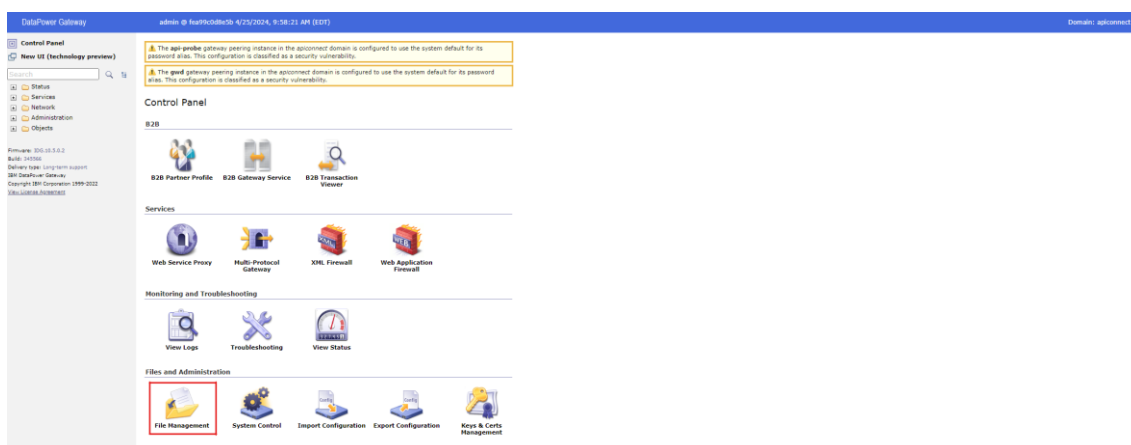 DataPower Gateway
admin @ fea99c0d8e5b 4/25/2024, 9:58:21 AM (EDT)
Domain: apiconnect
Control Panel
New UI (technology preview)
Search
Status
Services
Network
Administration
Objects
Firmware: IDG.10.5.0.2
Build: 345566
Delivery type: Long-term support
IBM DataPower Gateway
Copyright IBM Corporation 1999-2022
View License Agreement
The api-probe gateway peering instance in the apiconnect domain is configured to use the system default for its
password alias. This configuration is classified as a security vulnerability.
The gwd gateway peering instance in the apiconnect domain is configured to use the system default for its password
alias. This configuration is classified as a security vulnerability.
Control Panel
B2B
B2B Partner Profile
B2B Gateway Service
B2B Transaction
Viewer
Services
XML
WEB
Web Service Proxy
Multi-Protocol
Gateway
XML Firewall
Web Application
Firewall
Monitoring and Troubleshooting
View Logs
Troubleshooting
View Status
Files and Administration
Config
Config
File Management
System Control
Import Configuration
Export Configuration
Keys & Certs
Management